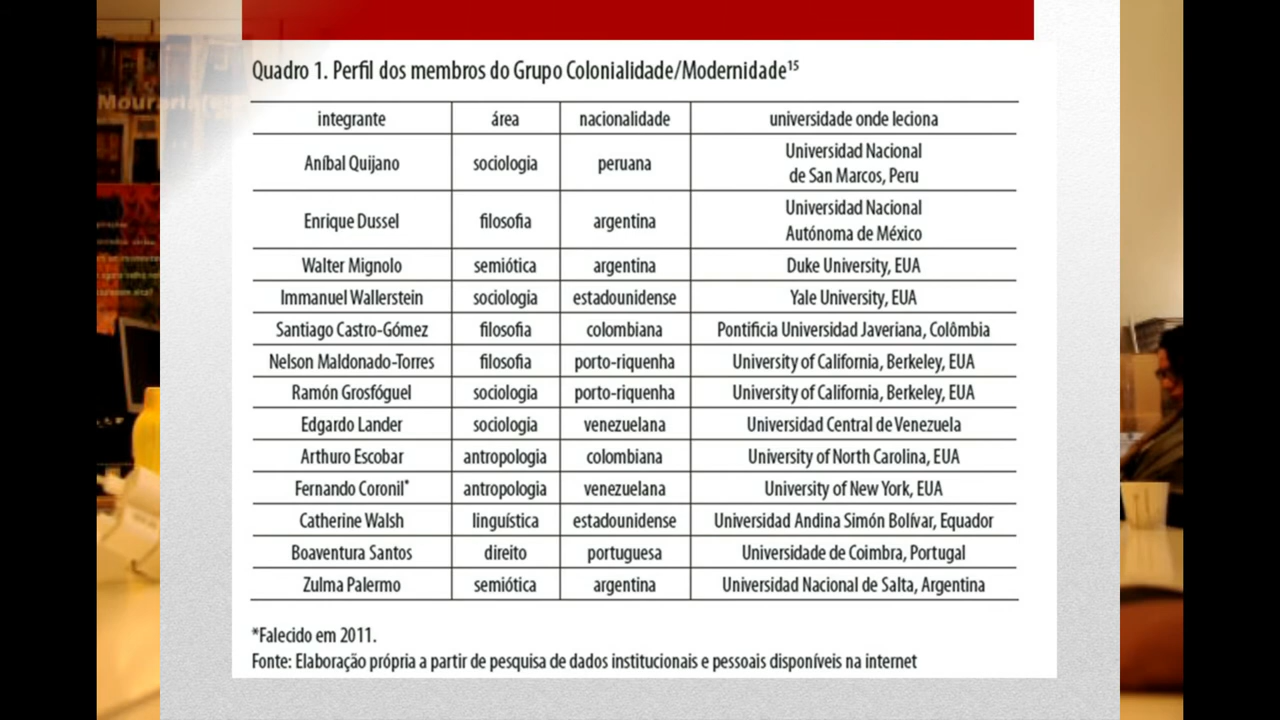 Mouraria
Quadro 1. Perfil dos membros do Grupo Colonialidade/Modernidade¹⁵
integrante área nacionalidade universidade onde leciona
Aníbal Quijano sociologia peruana Universidad Nacional
de San Marcos, Peru
Enrique Dussel filosofia argentina Universidad Nacional
Autónoma de México
Walter Mignolo semiótica argentina Duke University, EUA
Immanuel Wallerstein sociologia estadounidense Yale University, EUA
Santiago Castro-Gómez filosofia colombiana Pontificia Universidad Javeriana, Colômbia
Nelson Maldonado-Torres filosofia porto-riquenha University of California, Berkeley, EUA
Ramón Grosfóguel sociologia porto-riquenha University of California, Berkeley, EUA
Edgardo Lander sociologia venezuelana Universidad Central de Venezuela
Arthuro Escobar antropologia colombiana University of North Carolina, EUA
Fernando Coronil* antropologia venezuelana University of New York, EUA
Catherine Walsh linguística estadounidense Universidad Andina Simón Bolívar, Equador
Boaventura Santos direito portuguesa Universidade de Coimbra, Portugal
Zulma Palermo semiótica argentina Universidad Nacional de Salta, Argentina
*Falecido em 2011.
Fonte: Elaboração própria a partir de pesquisa de dados institucionais e pessoais disponíveis na internet